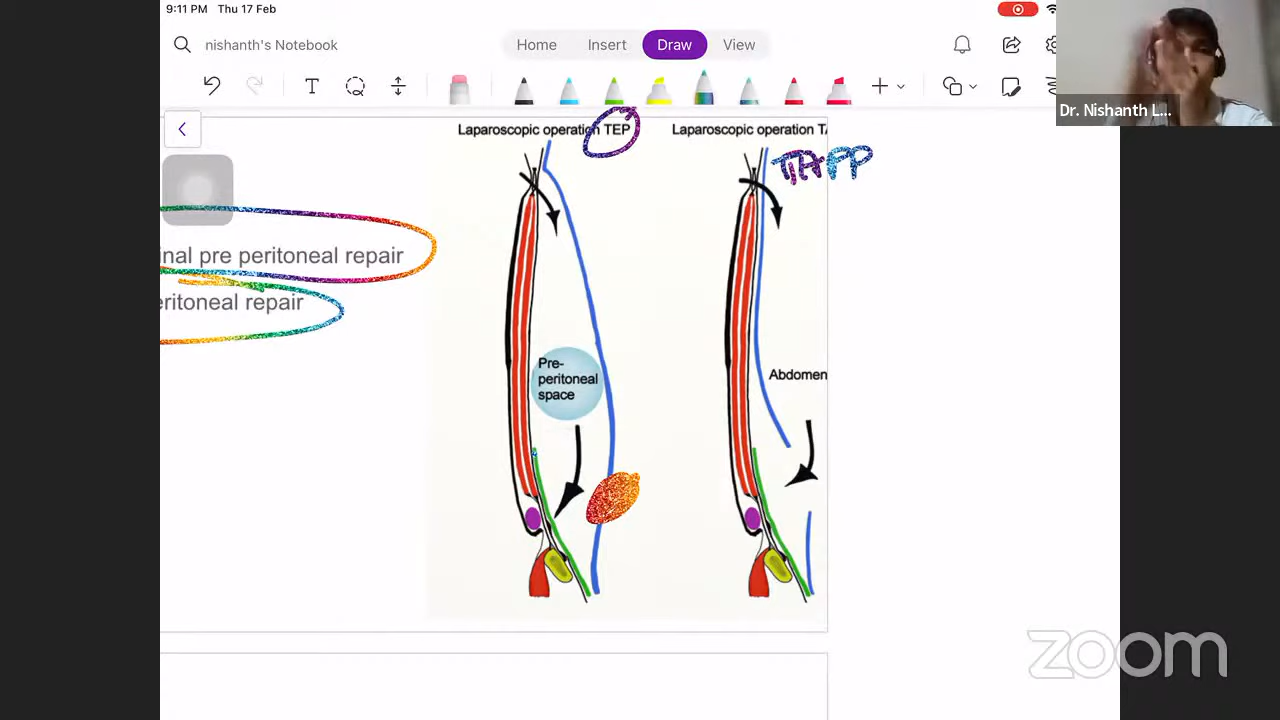 9:11 PM Thu 17 Feb
nishanth's Notebook
Home Insert Draw View
Dr. Nishanth L...
Laparoscopic operation TEP
Laparoscopic operation TA
TAPP
inal pre peritoneal repair
eritoneal repair
Pre-
peritoneal
space
Abdomen
zoom